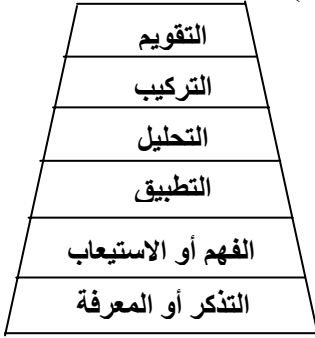 التقويم
التركيب
التحليل
التطبيق
الفهم أو الاستيعاب
التذكر أو المعرفة